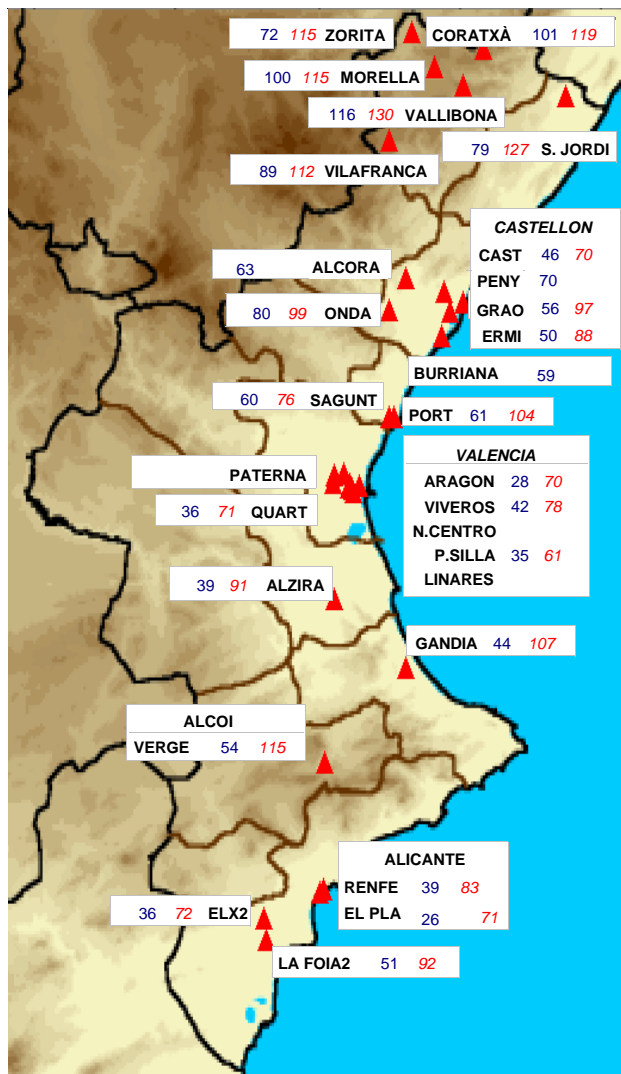 72 115 ZORITA
CORATXÀ 101 119
100 115 MORELLA
116 130 VALLIBONA
79 127 S. JORDI
89 112 VILAFRANCA
CASTELLON
CAST 46 70
PENY 70
GRAO 56 97
ERMI 50 88
63 ALCORA
80 99 ONDA
BURRIANA 59
60 76 SAGUNT
PORT 61 104
VALENCIA
ARAGON 28 70
VIVEROS 42 78
N.CENTRO
P.SILLA 35 61
LINARES
PATERNA
36 71 QUART
39 91 ALZIRA
GANDIA 44 107
ALCOI
VERGE 54 115
ALICANTE
RENFE 39 83
EL PLA 26 71
36 72 ELX2
LA FOIA2 51 92